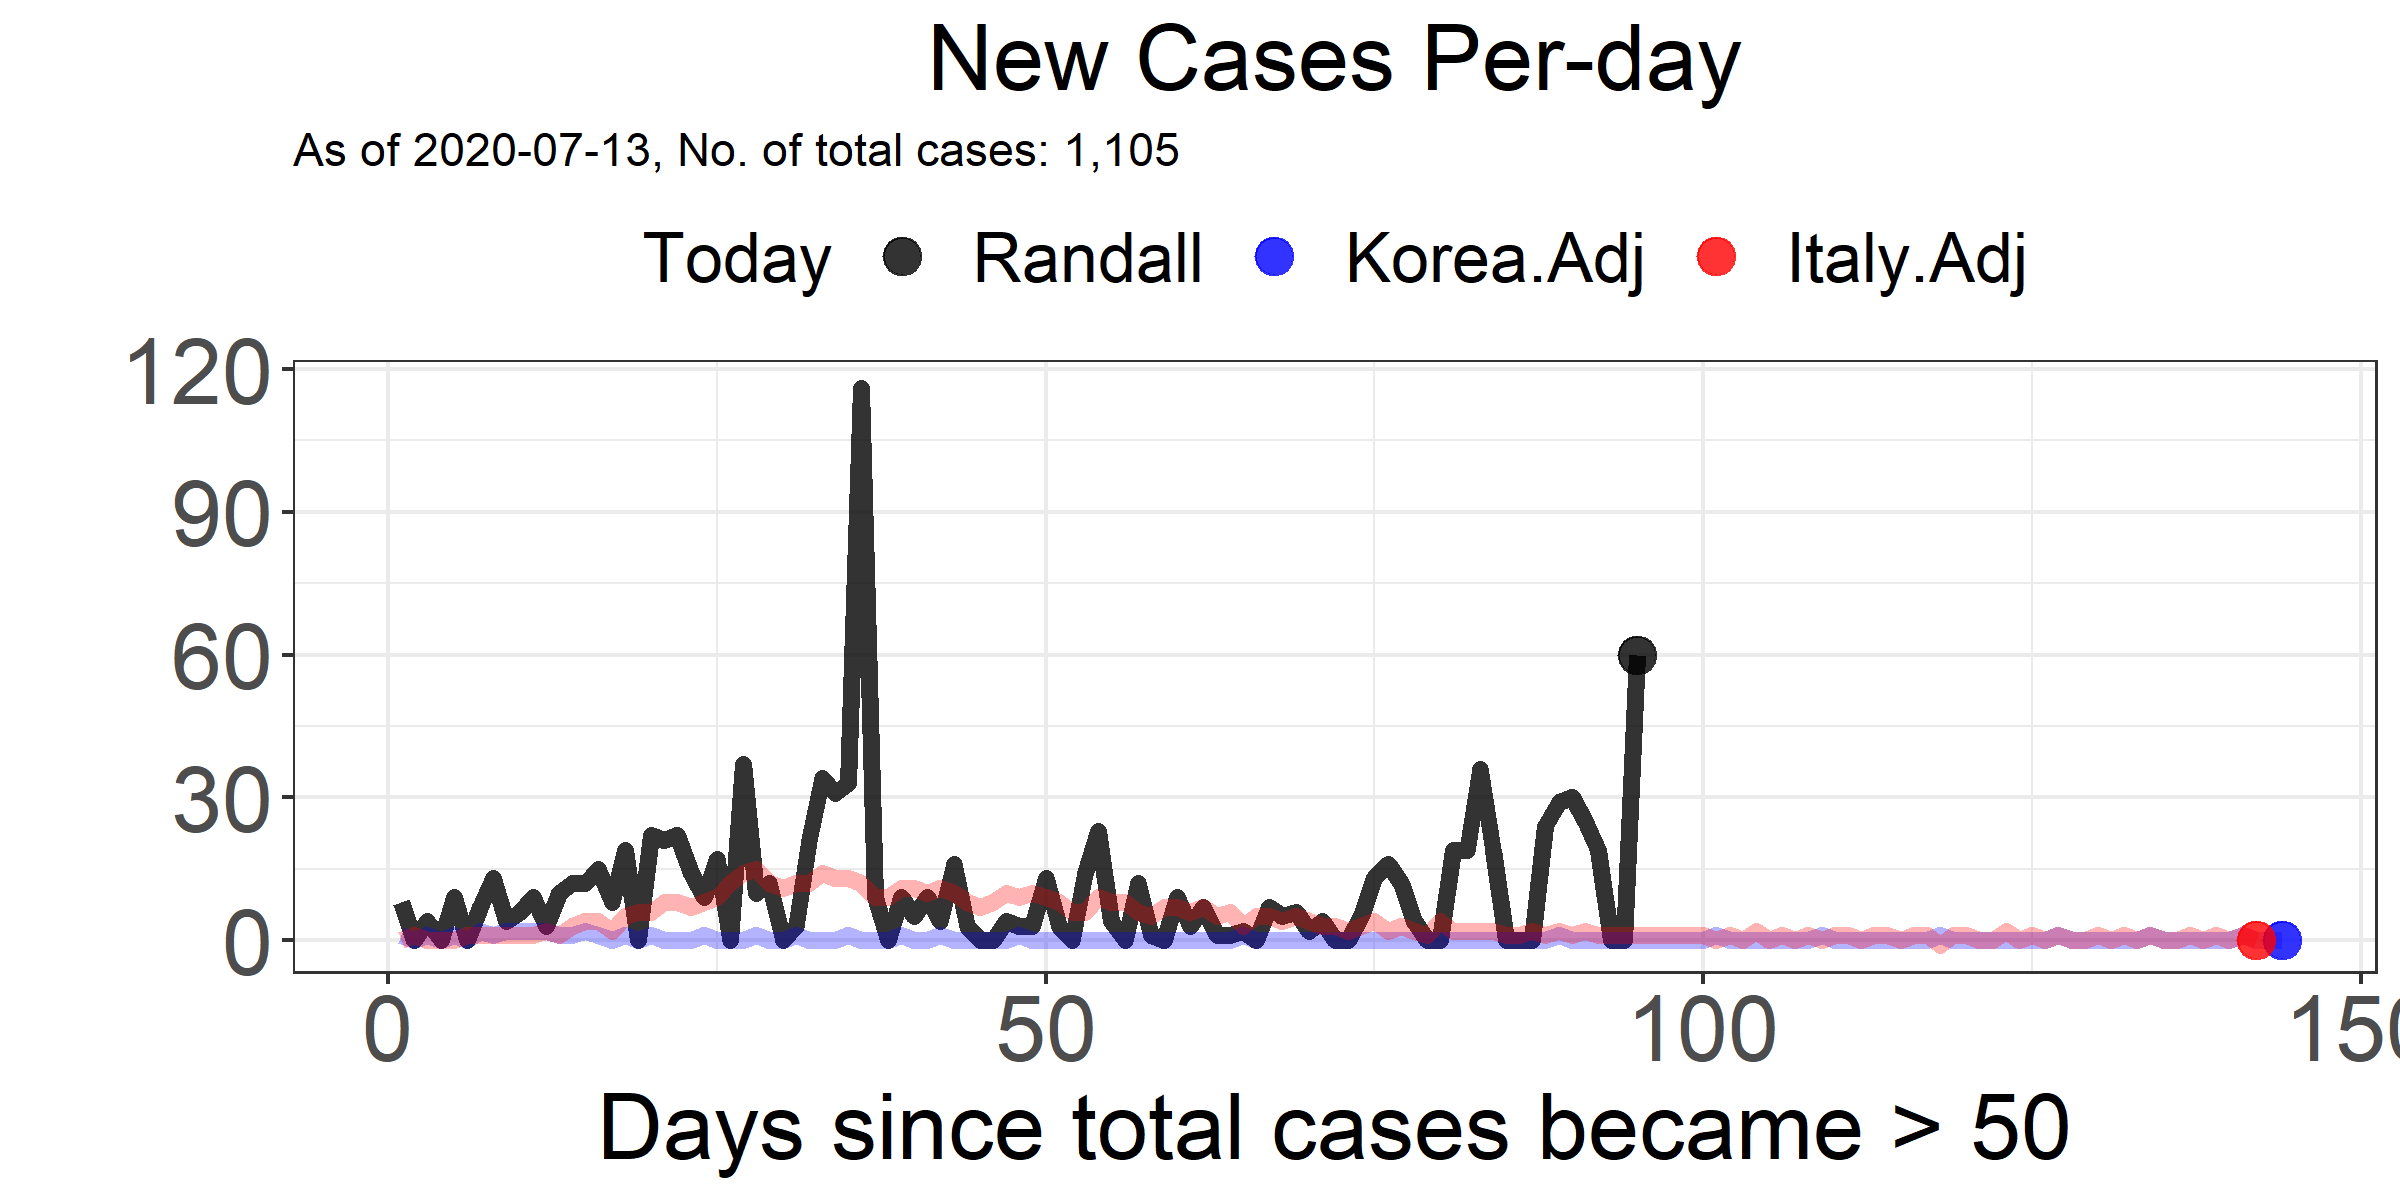 New Cases Per-day
As of 2020-07-13, No. of total cases: 1,105
Today Randall Korea.Adj Italy.Adj
120
90
60
30
0
0 50 100 150
Days since total cases became > 50